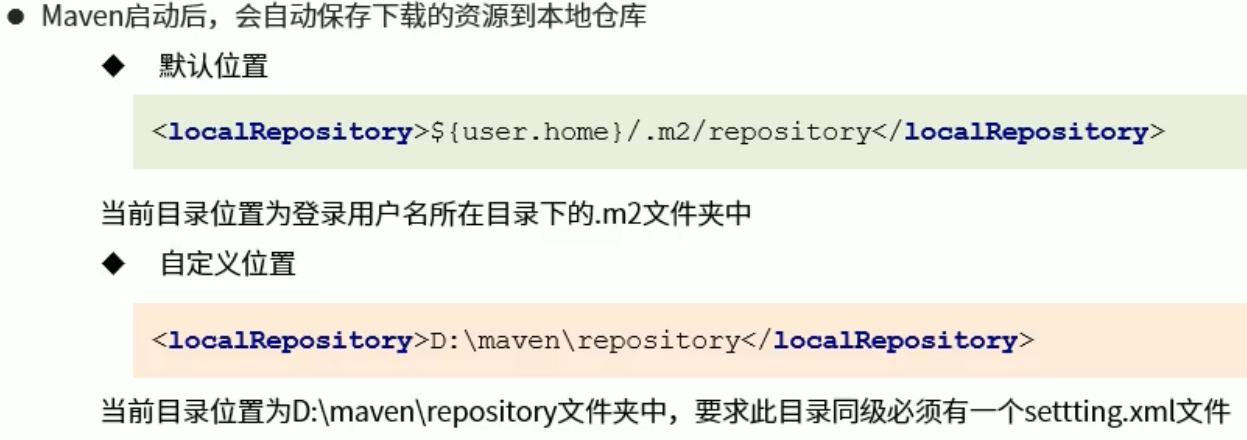 ● Maven启动后，会自动保存下载的资源到本地仓库
◆ 默认位置
<localRepository>${user.home}/.m2/repository</localRepository>
当前目录位置为登录用户名所在目录下的.m2文件夹中
◆ 自定义位置
<localRepository>D:\maven\repository</localRepository>
当前目录位置为D:\maven\repository文件夹中，要求此目录同级必须有一个settting.xml文件